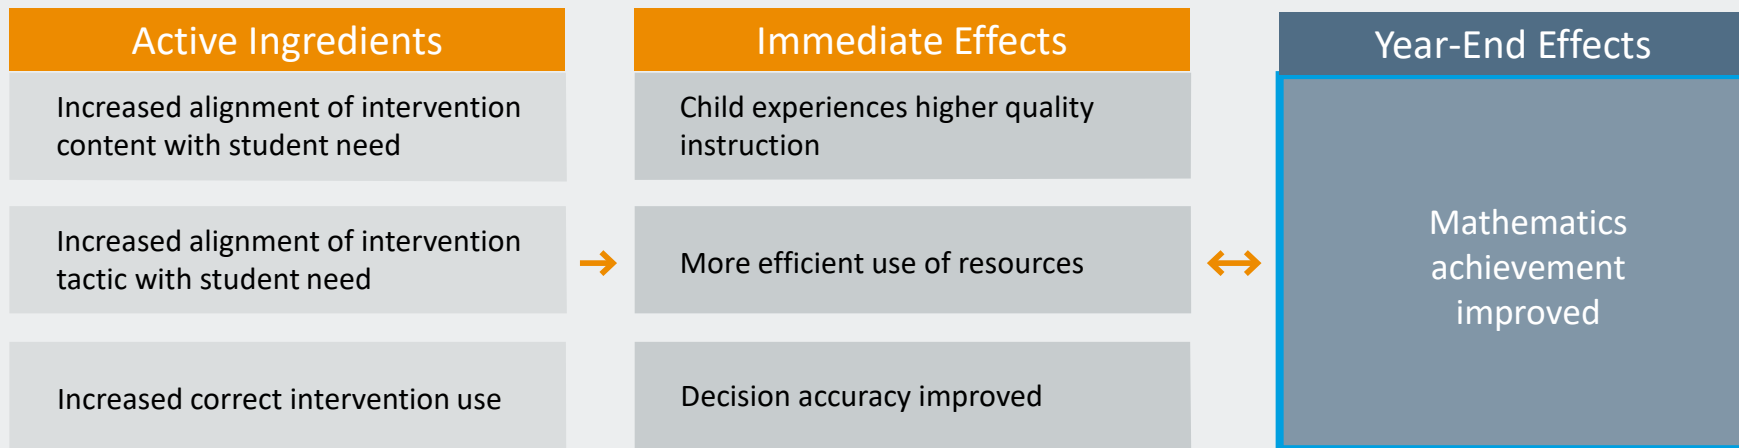 Active Ingredients
Increased alignment of intervention
content with student need
Increased alignment of intervention
tactic with student need
Increased correct intervention use
Immediate Effects
Child experiences higher quality
instruction
More efficient use of resources
Decision accuracy improved
Year-End Effects
Mathematics
achievement
improved